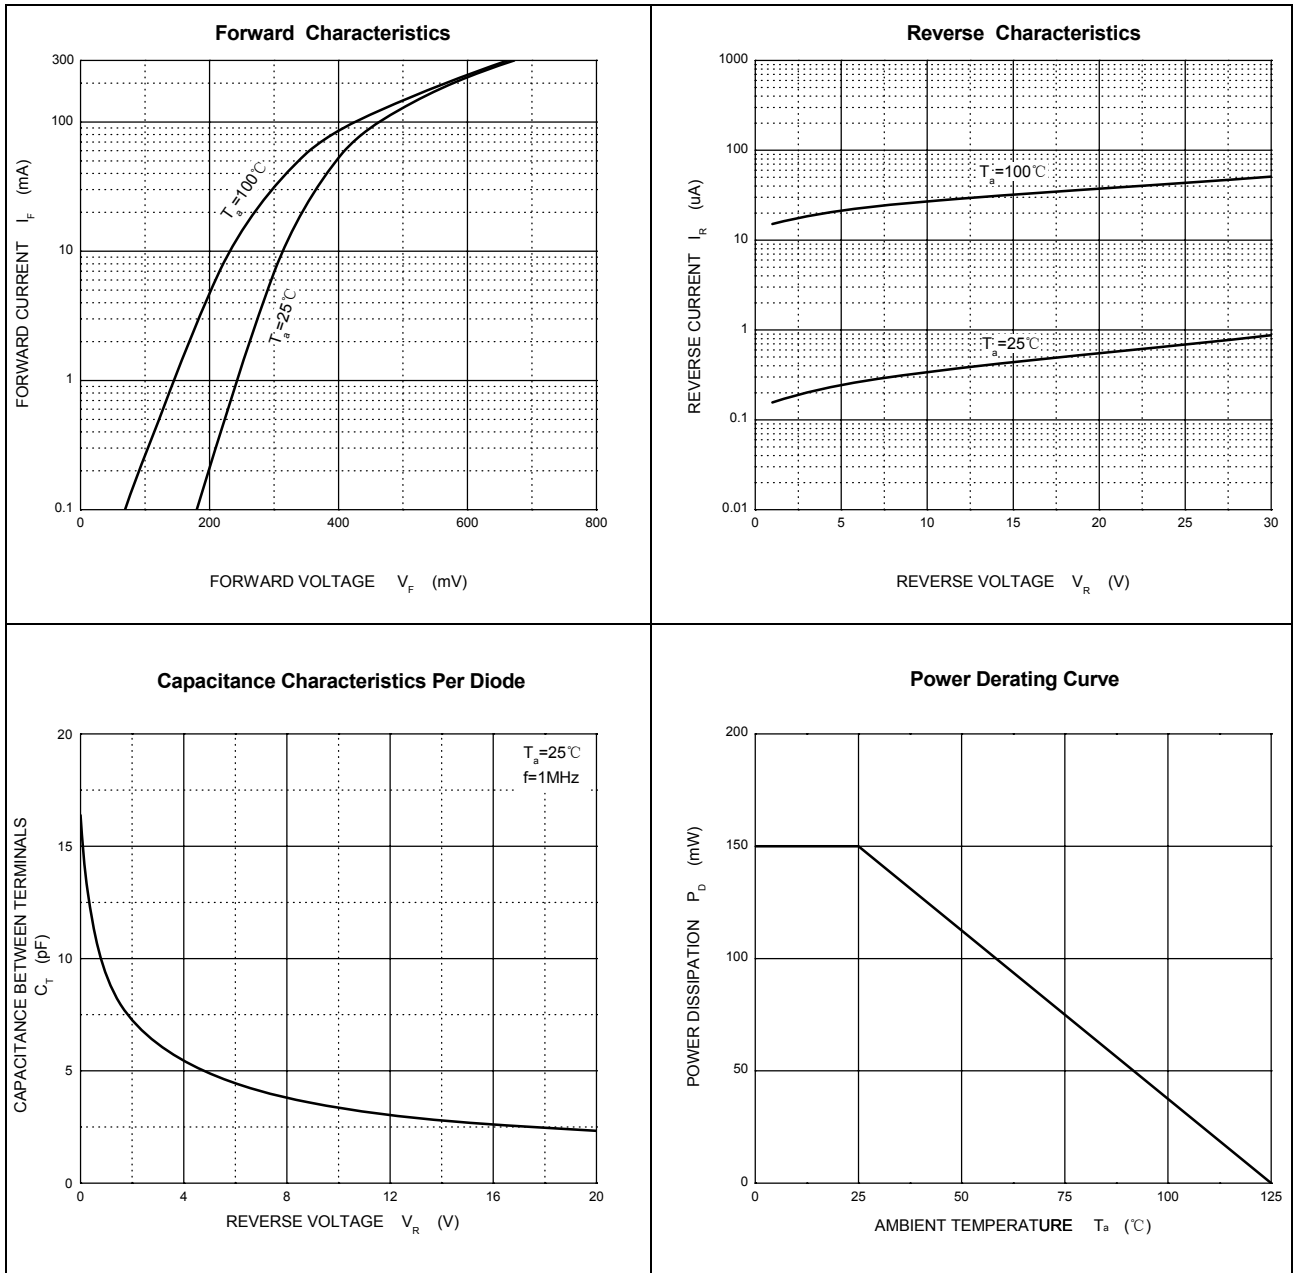 Forward Characteristics
300
100
10
1
0.1
0
200
400
600
800
T_a=100℃
T_a=25℃
FORWARD CURRENT I_F (mA)
FORWARD VOLTAGE V_F (mV)
Reverse Characteristics
1000
100
10
1
0.1
0.01
0
5
10
15
20
25
30
T_a=100℃
T_a=25℃
REVERSE CURRENT I_R (uA)
REVERSE VOLTAGE V_R (V)
Capacitance Characteristics Per Diode
20
15
10
5
0
0
4
8
12
16
20
T_a=25℃
f=1MHz
CAPACITANCE BETWEEN TERMINALS
C_T (pF)
REVERSE VOLTAGE V_R (V)
Power Derating Curve
200
150
100
50
0
0
25
50
75
100
125
POWER DISSIPATION P_D (mW)
AMBIENT TEMPERATURE Ta (℃)